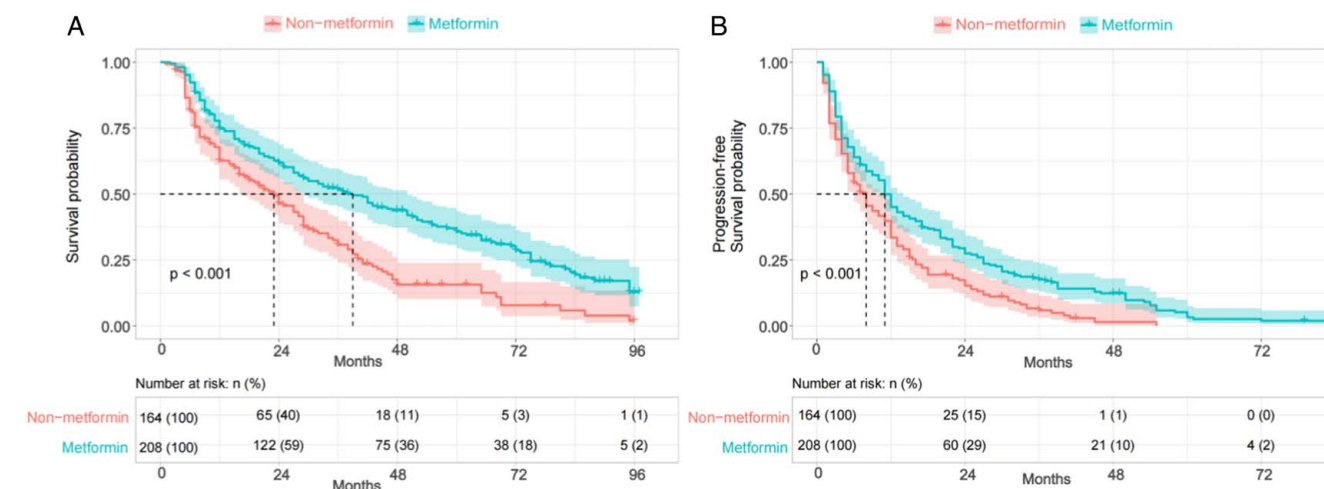 A
Non-metformin Metformin
Survival probability
1.00
0.75
0.50
0.25
0.00
p < 0.001
0 24 48 72 96
Months
Number at risk: n (%)
Non-metformin 164 (100) 65 (40) 18 (11) 5 (3) 1 (1)
Metformin 208 (100) 122 (59) 75 (36) 38 (18) 5 (2)
0 24 48 72 96
Months
B
Non-metformin Metformin
Progression-free
Survival probability
1.00
0.75
0.50
0.25
0.00
p < 0.001
0 24 48 72
Months
Number at risk: n (%)
Non-metformin 164 (100) 25 (15) 1 (1) 0 (0)
Metformin 208 (100) 60 (29) 21 (10) 4 (2)
0 24 48 72
Months